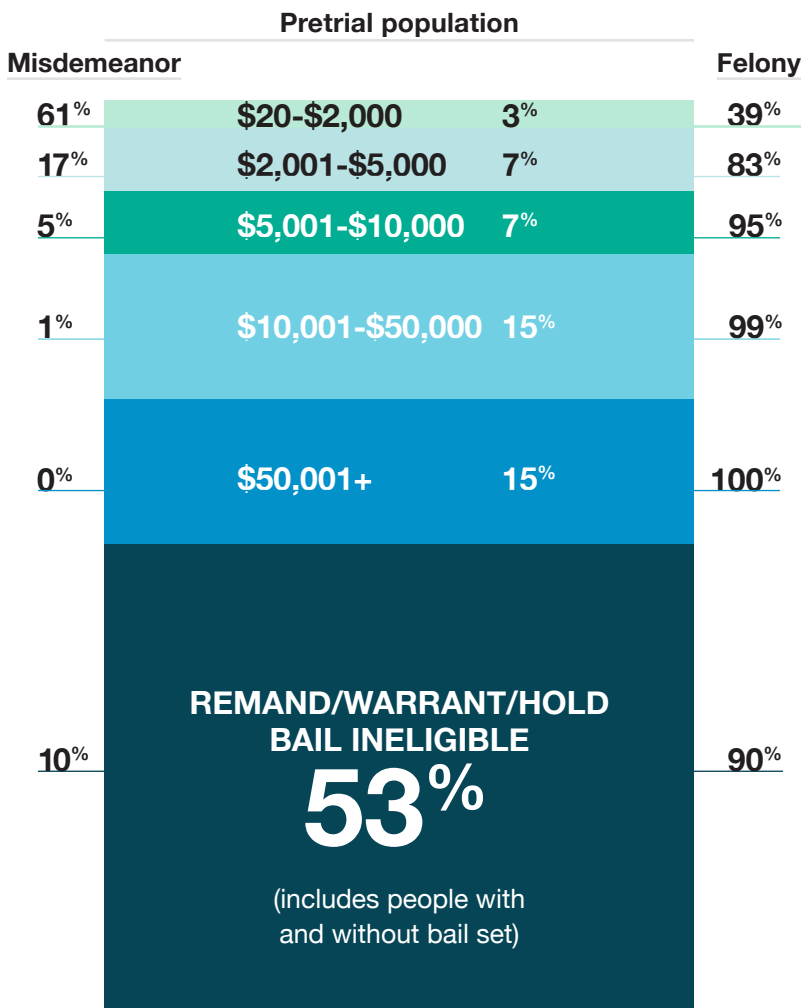 Pretrial population
Misdemeanor Felony
61% $20-$2,000 3% 39%
17% $2,001-$5,000 7% 83%
5% $5,001-$10,000 7% 95%
1% $10,001-$50,000 15% 99%
0% $50,001+ 15% 100%
REMAND/WARRANT/HOLD
BAIL INELIGIBLE
10% 53% 90%
(includes people with
and without bail set)